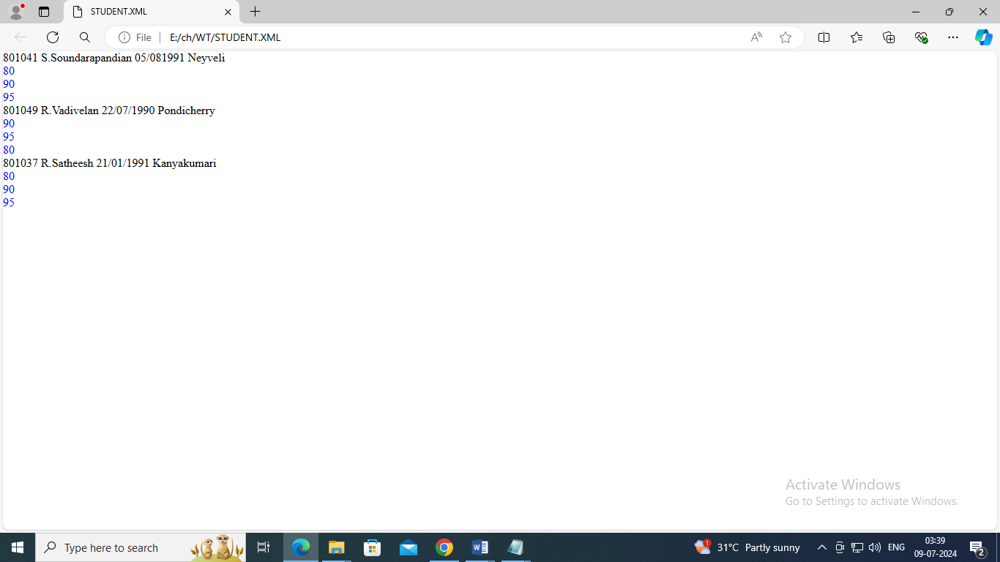 STUDENT.XML
File
E:/ch/WT/STUDENT.XML
801041 S.Soundarapandian 05/081991 Neyveli
80
90
95
801049 R.Vadivelan 22/07/1990 Pondicherry
90
95
80
801037 R.Satheesh 21/01/1991 Kanyakumari
80
90
95
Activate Windows
Go to Settings to activate Windows.
Type here to search
1
31°C Partly sunny
ENG
03:39
09-07-2024
2